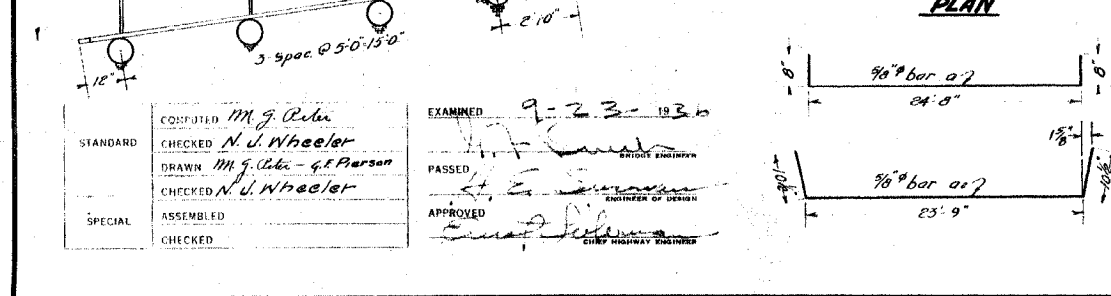 PLAN
2'10"
3-Spac. @ 5'-0"=15'-0"
12"
8"
5/8" φ bar a7
8"
24'-8"
STANDARD
COMPUTED M. G.
CHECKED N. J. Wheeler
DRAWN M. G. - G. F. Pierson
CHECKED N. J. Wheeler
SPECIAL
ASSEMBLED
CHECKED
EXAMINED 9-23-1936
BRIDGE ENGINEER
PASSED
ENGINEER OF DESIGN
APPROVED
CHIEF HIGHWAY ENGINEER
1 5/8"
10 1/2"
5/8"φ bar
10 1/2"
23'-9"